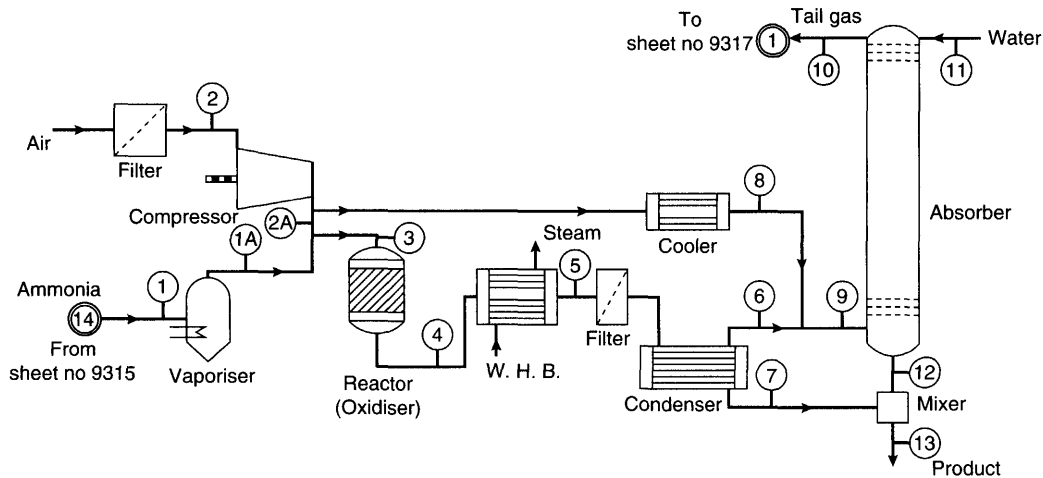 To
sheet no 9317
1
Tail gas
10
11
Water
2
Air
Filter
Compressor
2A
1A
3
8
Cooler
Absorber
Steam
5
Ammonia
14
1
From
sheet no 9315
Vaporiser
4
Reactor
(Oxidiser)
W. H. B.
Filter
6
9
Condenser
7
12
Mixer
13
Product